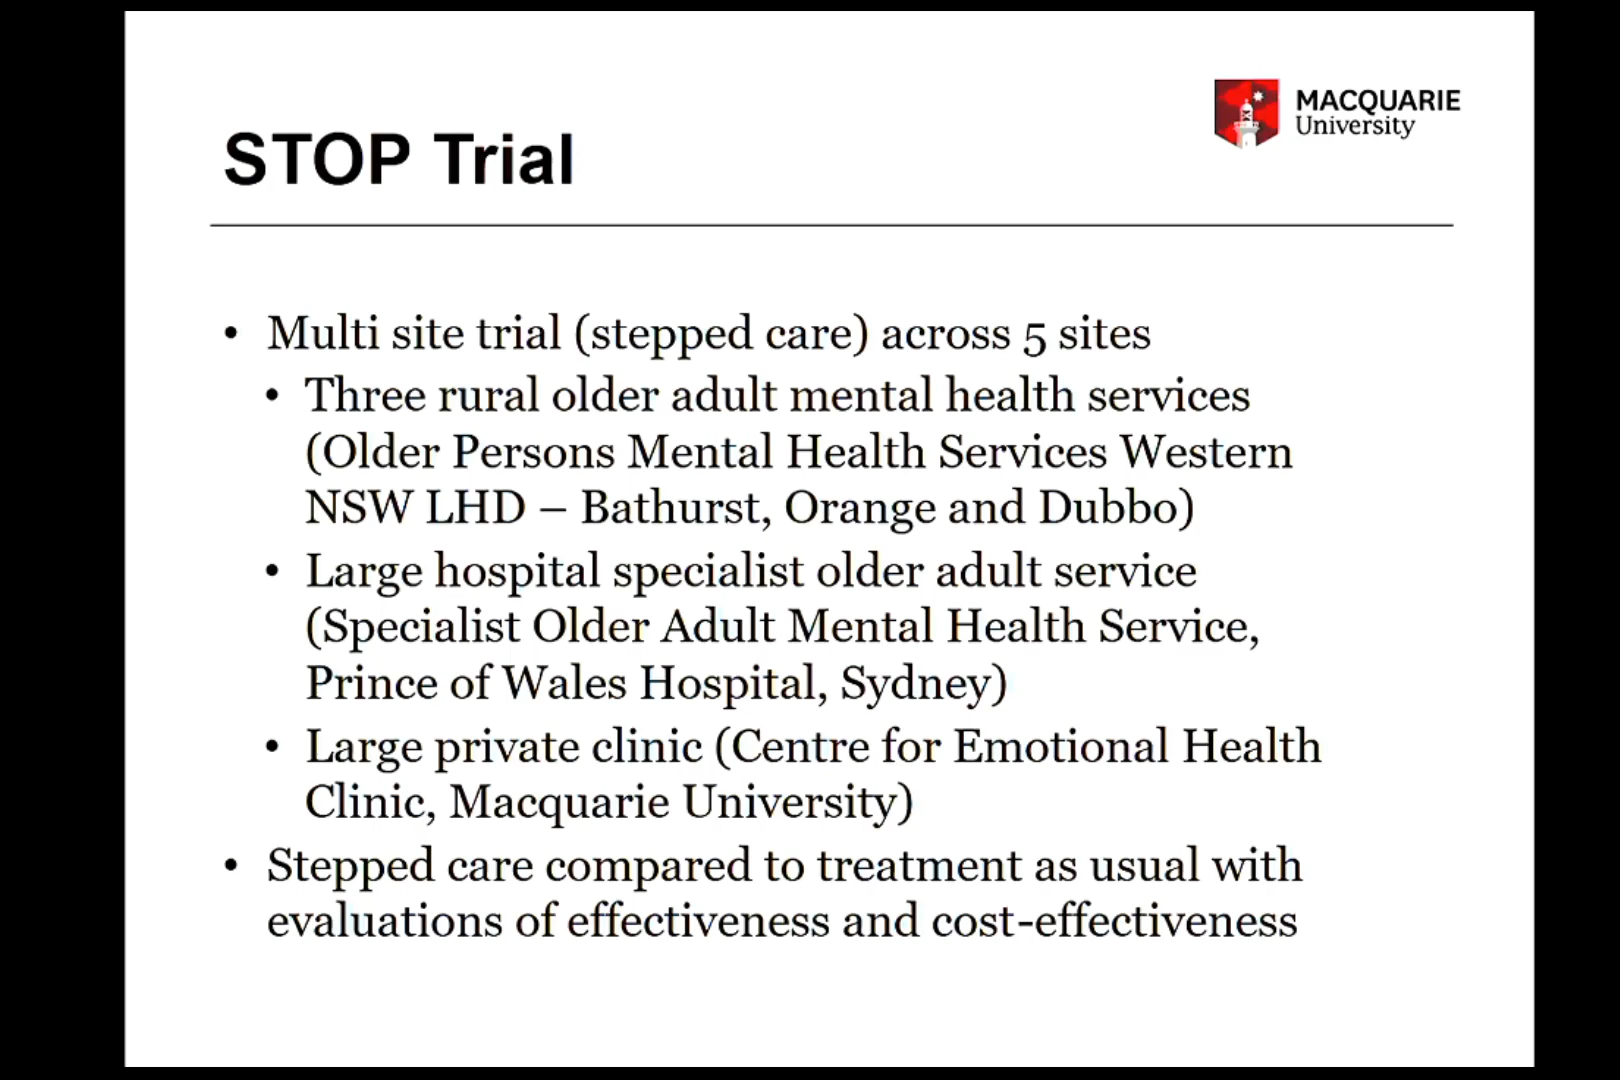 MACQUARIE
University
STOP Trial
• Multi site trial (stepped care) across 5 sites
• Three rural older adult mental health services
(Older Persons Mental Health Services Western
NSW LHD – Bathurst, Orange and Dubbo)
• Large hospital specialist older adult service
(Specialist Older Adult Mental Health Service,
Prince of Wales Hospital, Sydney)
• Large private clinic (Centre for Emotional Health
Clinic, Macquarie University)
• Stepped care compared to treatment as usual with
evaluations of effectiveness and cost-effectiveness